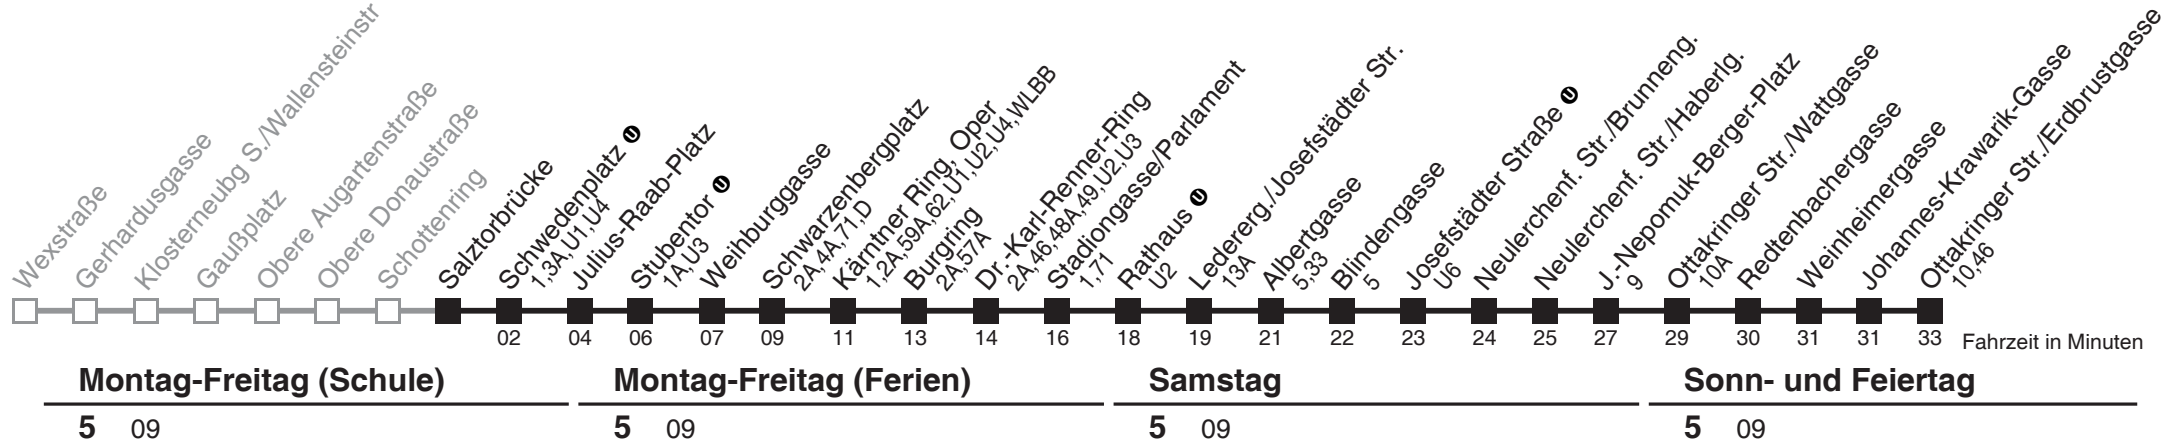 Wexstraße
Gerhardusgasse
Klosterneubg S./Wallensteinstr
Gaußplatz
Obere Augartenstraße
Obere Donaustraße
Schottenring
Salztorbrücke
Schwedenplatz U
1,3A,U1,U4
Julius-Raab-Platz
Stubentor U
1A,U3
Weihburggasse
Schwarzenbergplatz
2A,4A,71,D
Kärntner Ring, Oper
1,2A,59A,62,U1,U2,U4,WLBB
Burgring
2A,57A
Dr.-Karl-Renner-Ring
2A,46,48A,49,U2,U3
Stadiongasse/Parlament
1,71
Rathaus U
U2
Ledererg./Josefstädter Str.
13A
Albertgasse
5,33
Blindengasse
5
Josefstädter Straße U
U6
Neulerchenf. Str./Brunneng.
Neulerchenf. Str./Haberlg.
J.-Nepomuk-Berger-Platz
9
Ottakringer Str./Wattgasse
10A
Redtenbachergasse
Weinheimergasse
Johannes-Krawarik-Gasse
Ottakringer Str./Erdbrustgasse
10,46
02 04 06 07 09 11 13 14 16 18 19 21 22 23 24 25 27 29 30 31 31 33 Fahrzeit in Minuten
Montag-Freitag (Schule) Montag-Freitag (Ferien) Samstag Sonn- und Feiertag
5 09 5 09 5 09 5 09